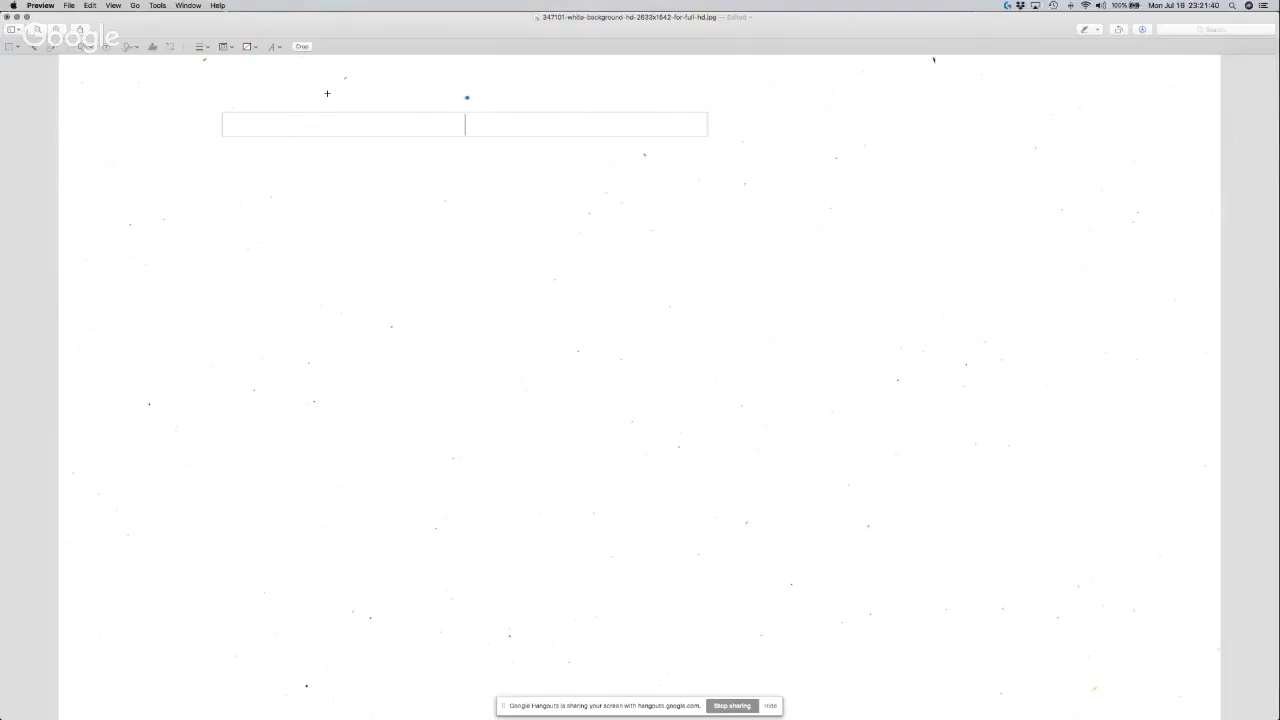 Preview File Edit View Go Tools Window Help
100% Mon Jul 16 23:21:40
347101-white-background-hd-2633x1542-for-full-hd.jpg — Edited
Google
Search
Crop
Google Hangouts is sharing your screen with hangouts.google.com. Stop sharing Hide